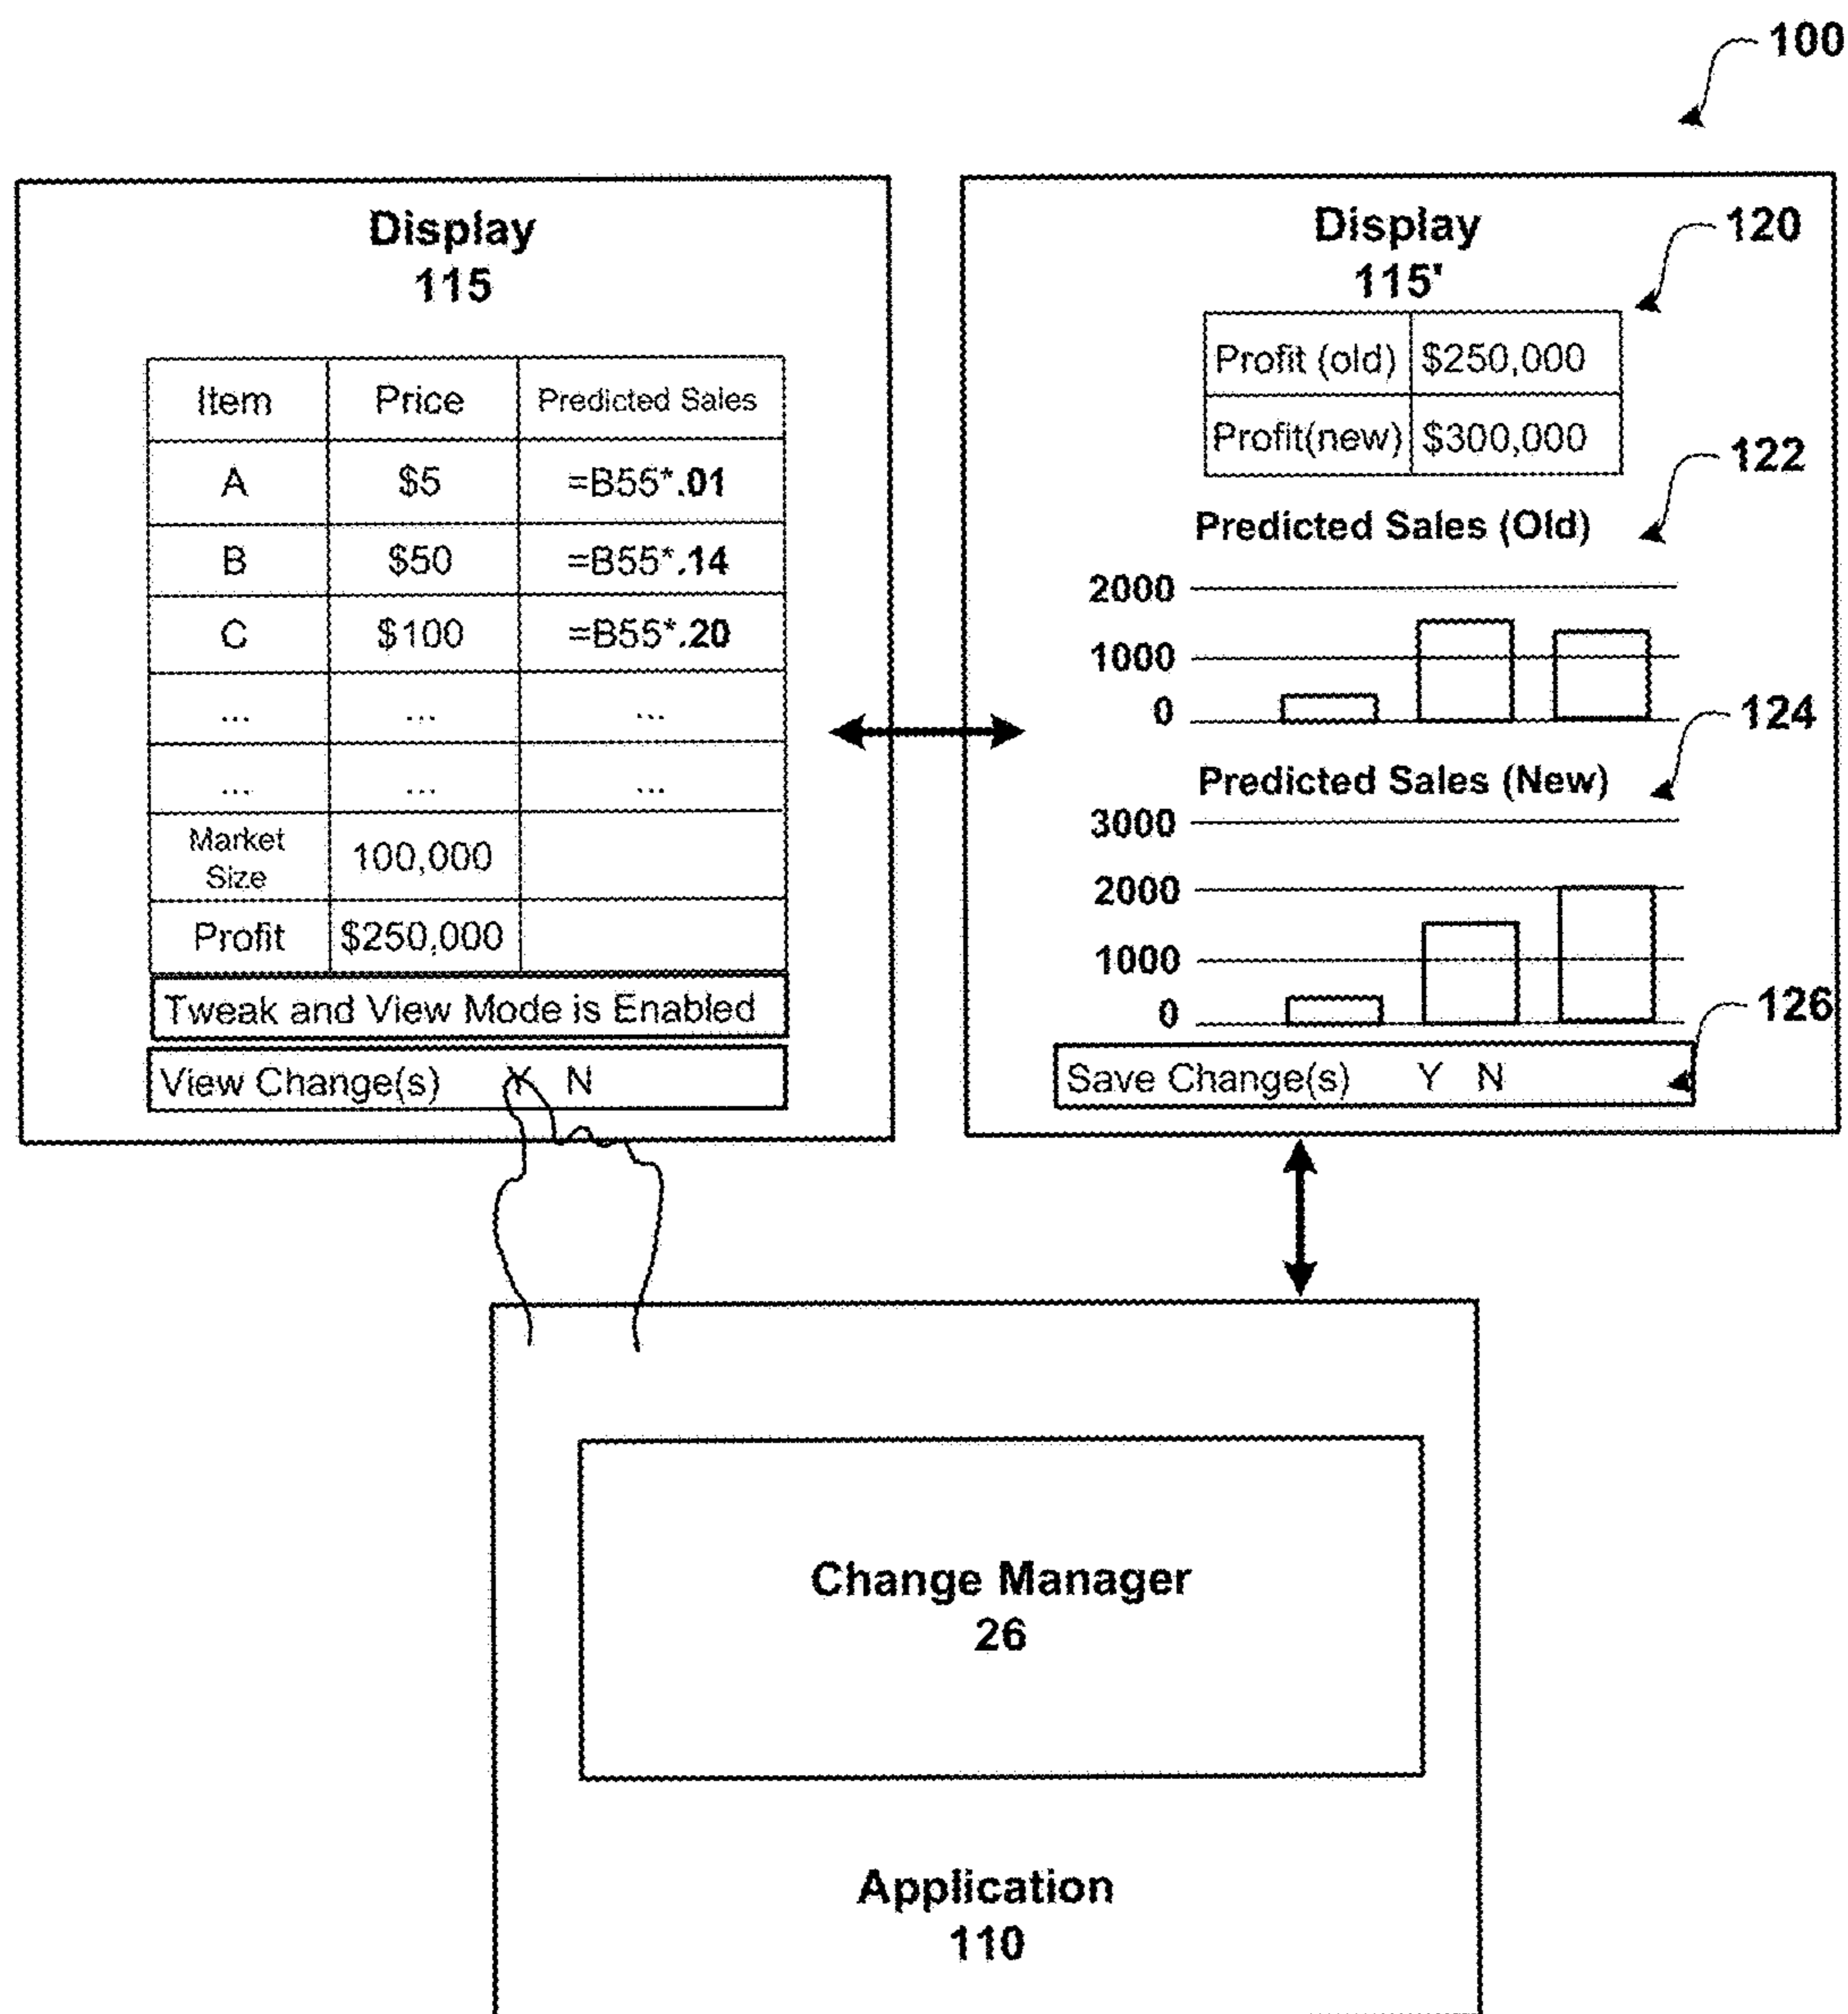 100
Display
115
Item Price Predicted Sales
A $5 =B55*.01
B $50 =B55*.14
C $100 =B55*.20
... ... ...
... ... ...
Market
Size 100,000
Profit $250,000
Tweak and View Mode is Enabled
View Change(s) Y N
Display
115'
120
Profit (old) $250,000
Profit(new) $300,000
122
Predicted Sales (Old)
2000
1000
0
124
Predicted Sales (New)
3000
2000
1000
0
126
Save Change(s) Y N
Change Manager
26
Application
110